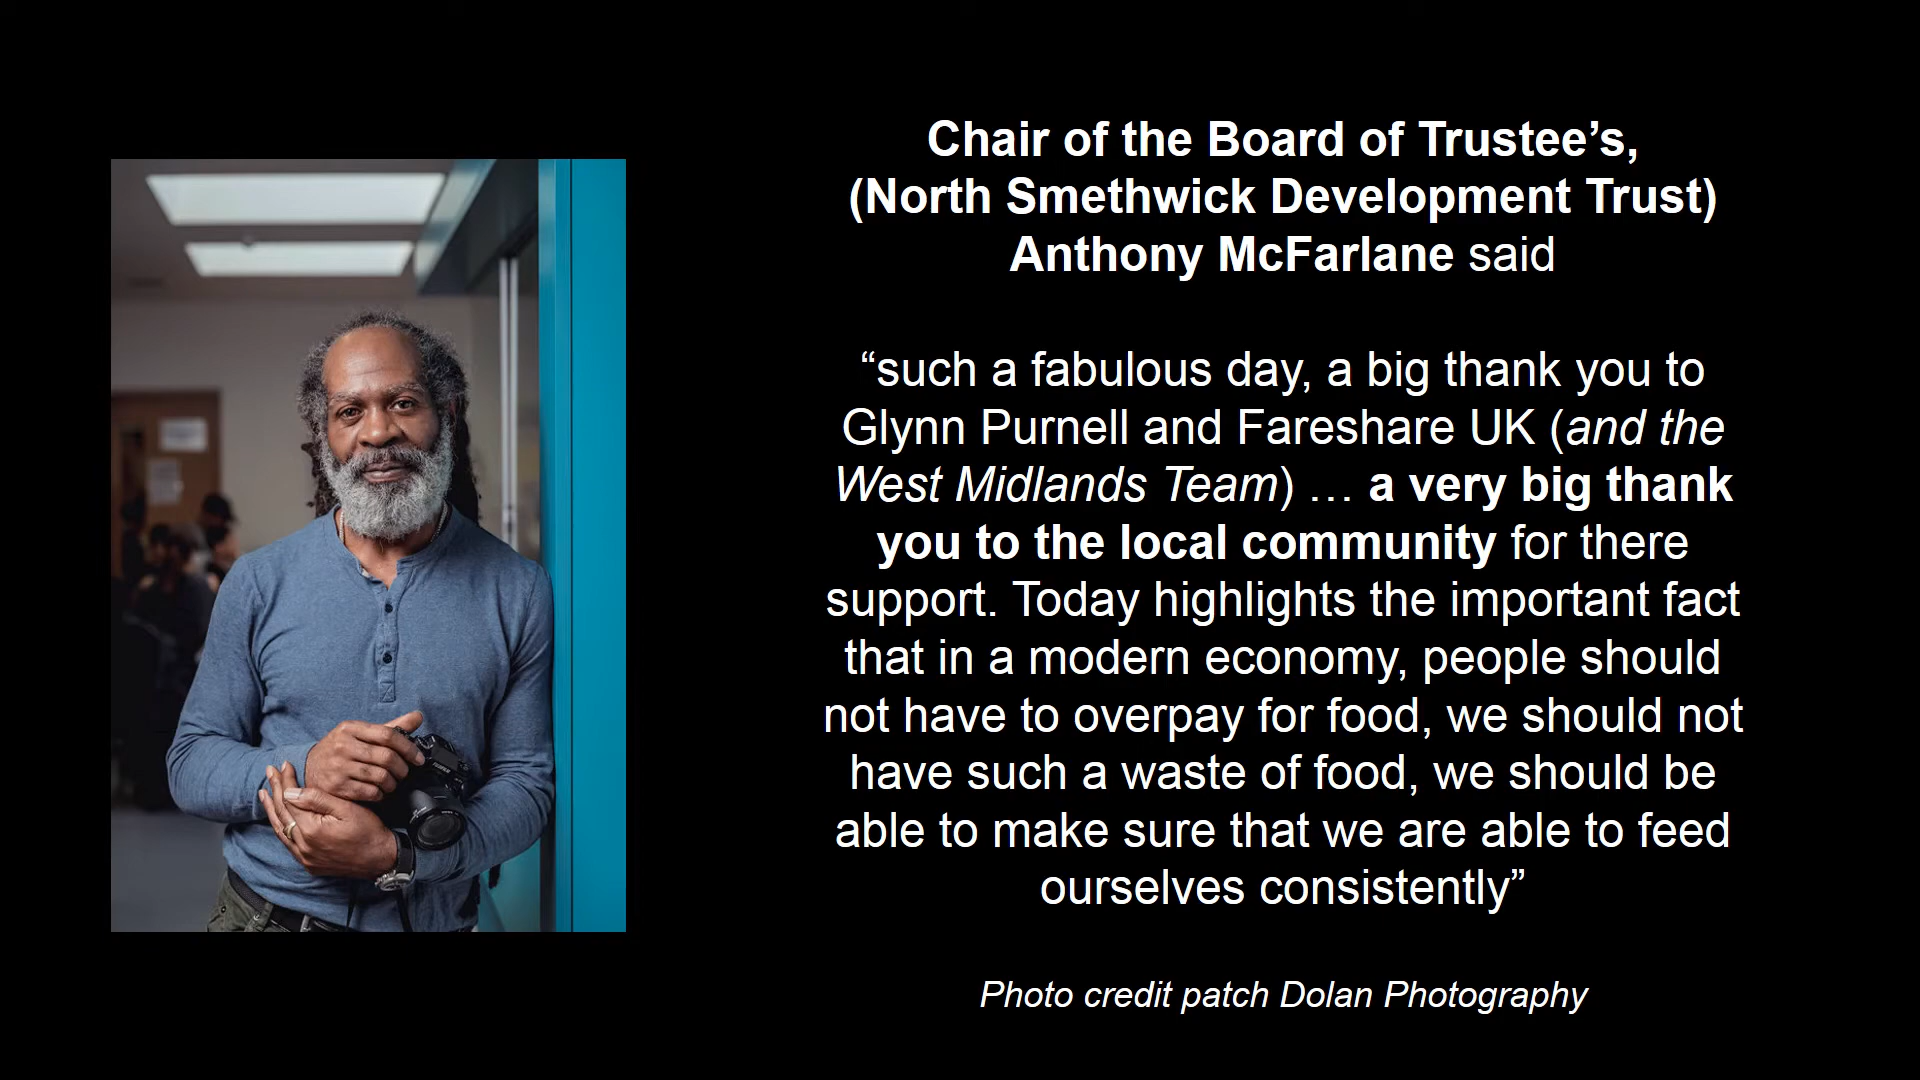 Chair of the Board of Trustee’s,
(North Smethwick Development Trust)
Anthony McFarlane said
“such a fabulous day, a big thank you to
Glynn Purnell and Fareshare UK (and the
West Midlands Team) … a very big thank
you to the local community for there
support. Today highlights the important fact
that in a modern economy, people should
not have to overpay for food, we should not
have such a waste of food, we should be
able to make sure that we are able to feed
ourselves consistently”
Photo credit patch Dolan Photography